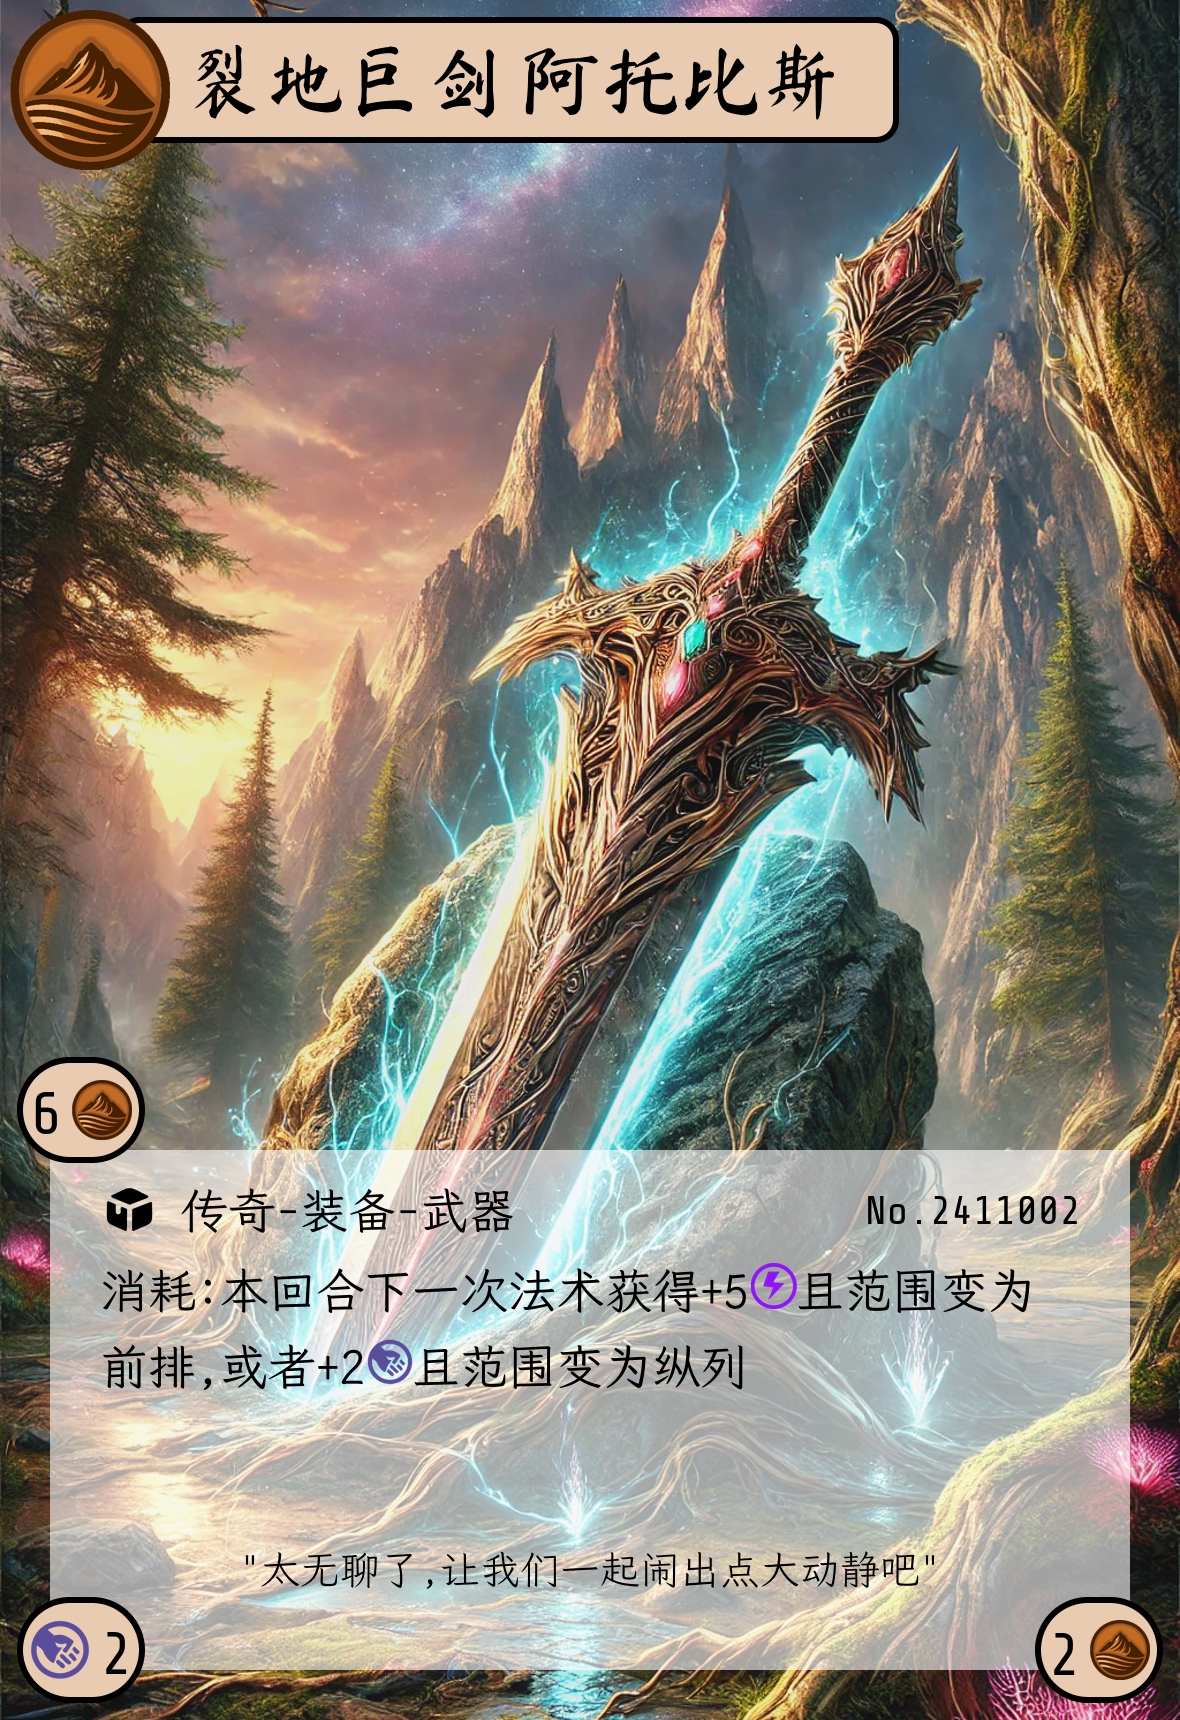 裂地巨剑阿托比斯
6
传奇-装备-武器 No.2411002
消耗:本回合下一次法术获得+5且范围变为
前排,或者+2且范围变为纵列
"太无聊了,让我们一起闹出点大动静吧"
2
2